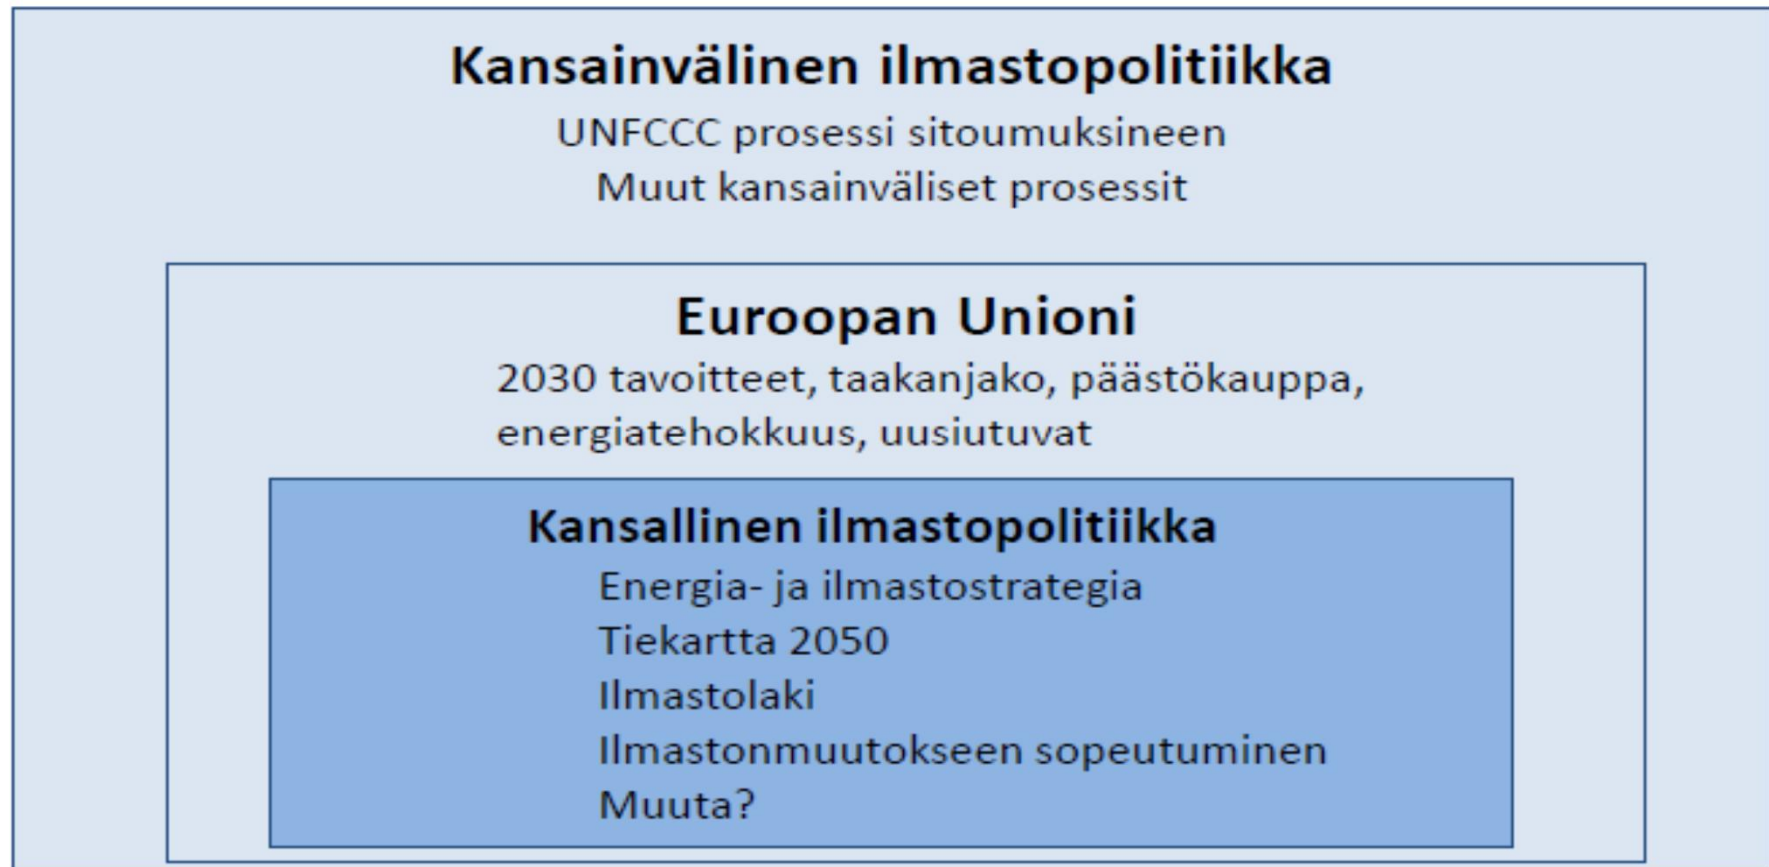 Kansainvälinen ilmastopolitiikka
UNFCCC prosessi sitoumuksineen
Muut kansainväliset prosessit
Euroopan Unioni
2030 tavoitteet, taakanjako, päästökauppa,
energiatehokkuus, uusiutuvat
Kansallinen ilmastopolitiikka
Energia- ja ilmastostrategia
Tiekartta 2050
Ilmastolaki
Ilmastonmuutokseen sopeutuminen
Muuta?